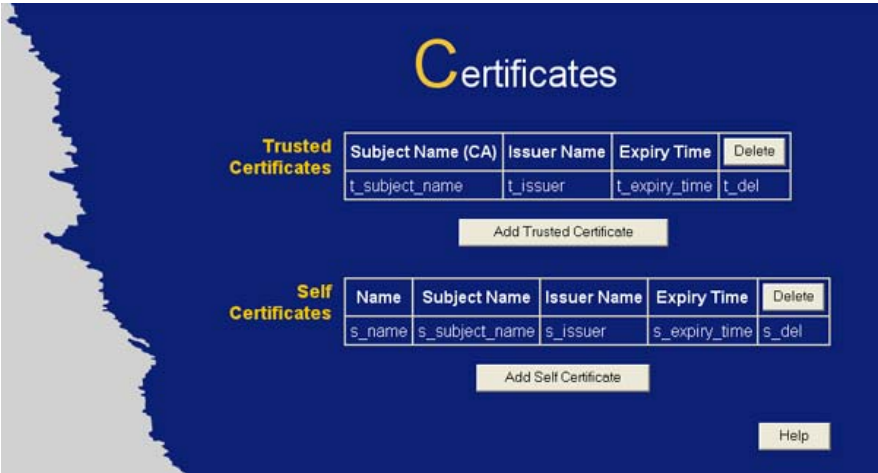 Certificates
Trusted Certificates
Subject Name (CA) Issuer Name Expiry Time Delete
t_subject_name t_issuer t_expiry_time t_del
Add Trusted Certificate
Self Certificates
Name Subject Name Issuer Name Expiry Time Delete
s_name s_subject_name s_issuer s_expiry_time s_del
Add Self Certificate
Help